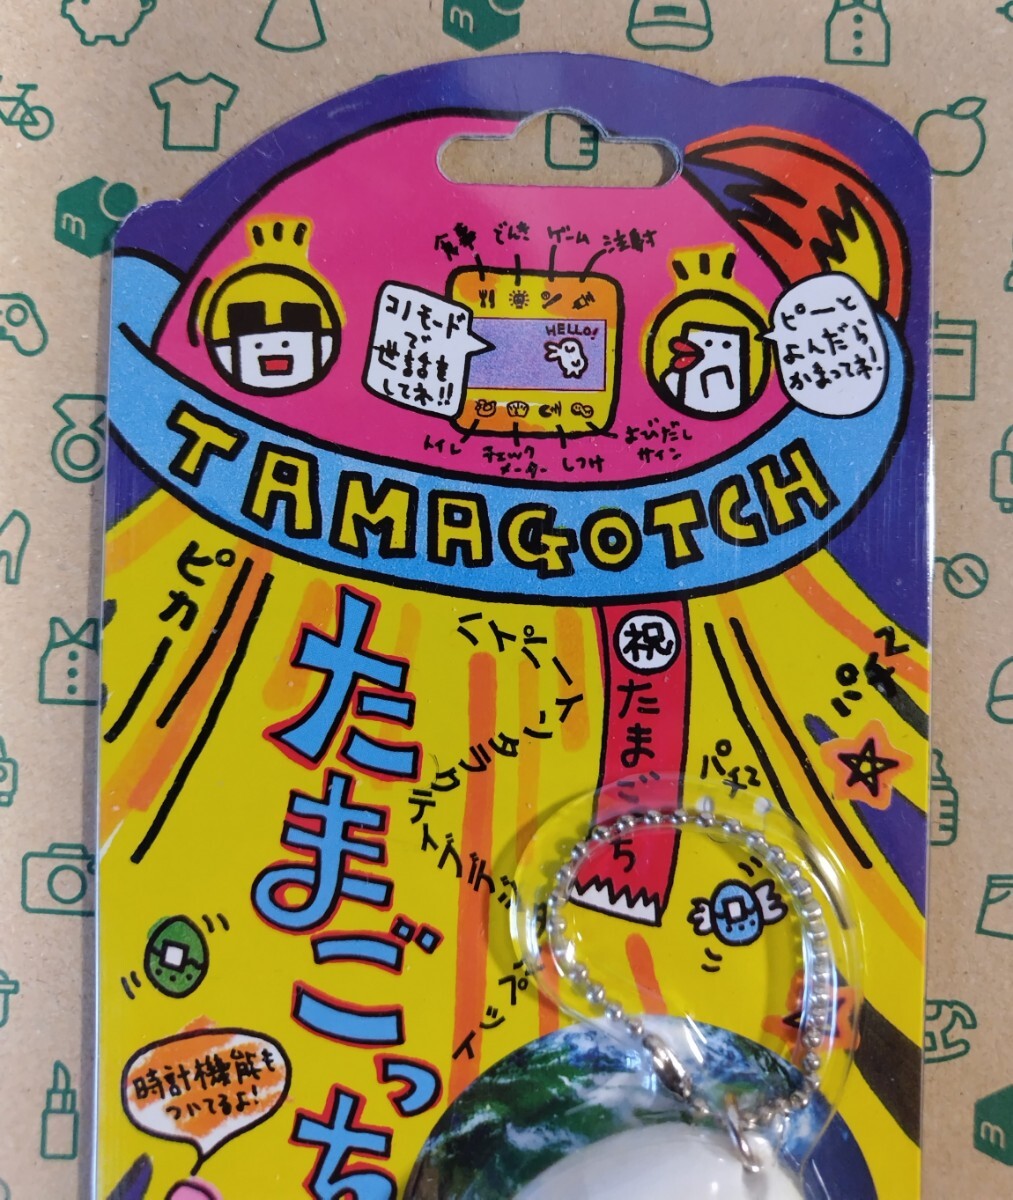 食事 でんき ゲーム 注射
コノモードで
世話を
してネ!!
HELLO!
ピーと
よんだら
かまってネ!
トイレ
チェック
メーター
しつけ
よびだし
サイン
TAMAGOTCH
ピカー
たまごっち
祝
たまご
ち
パチ
パチ
時計機能も
ついてるよ!
m
m
m